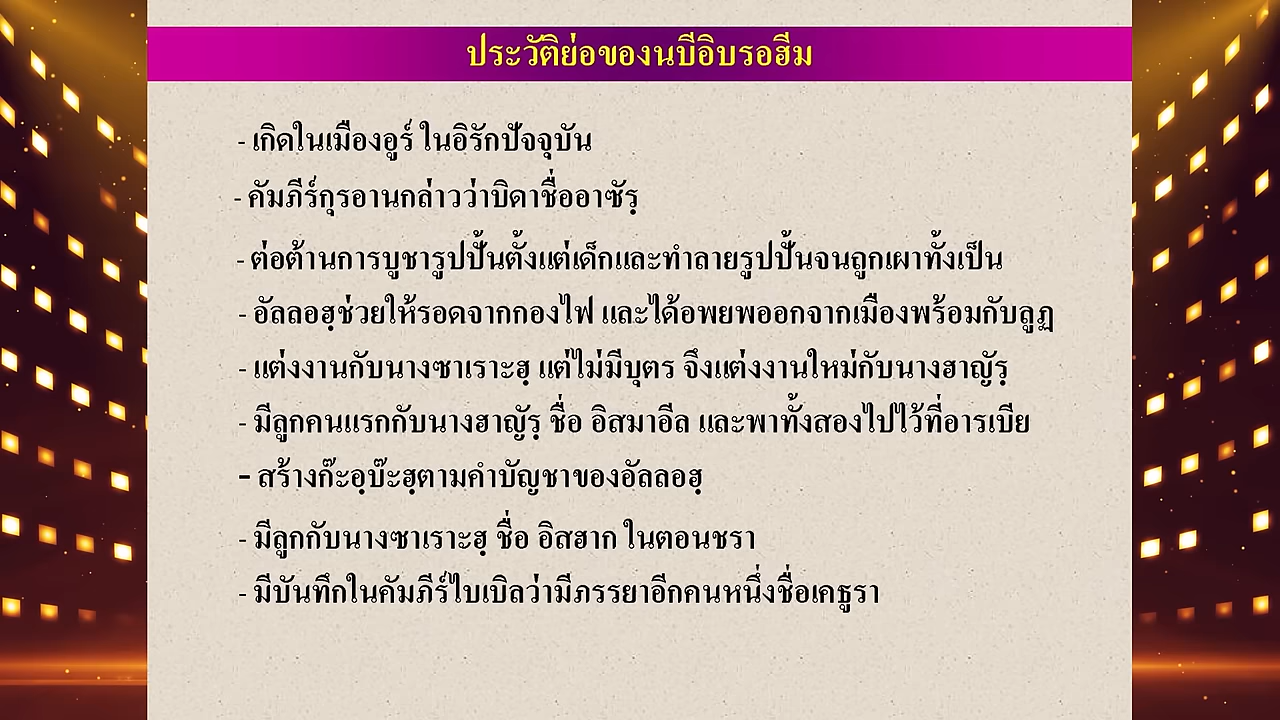 ประวัติย่อของนบีอิบรอฮีม
- เกิดในเมืองอูร์ ในอิรักปัจจุบัน
- คัมภีร์กุรอานกล่าวว่าบิดาชื่ออาซัรฺ
- ต่อต้านการบูชารูปปั้นตั้งแต่เด็กและทำลายรูปปั้นจนถูกเผาทั้งเป็น
- อัลลอฮฺช่วยให้รอดจากกองไฟ และได้อพยพออกจากเมืองพร้อมกับลูฏ
- แต่งงานกับนางซาเราะฮฺ แต่ไม่มีบุตร จึงแต่งงานใหม่กับนางฮาญัรฺ
- มีลูกคนแรกกับนางฮาญัรฺ ชื่อ อิสมาอีล และพาทั้งสองไปไว้ที่อารเบีย
- สร้างก๊ะอฺบ๊ะฮฺตามคำบัญชาของอัลลอฮฺ
- มีลูกกับนางซาเราะฮฺ ชื่อ อิสฮาก ในตอนชรา
- มีบันทึกในคัมภีร์ไบเบิลว่ามีภรรยาอีกคนหนึ่งชื่อเคธูรา